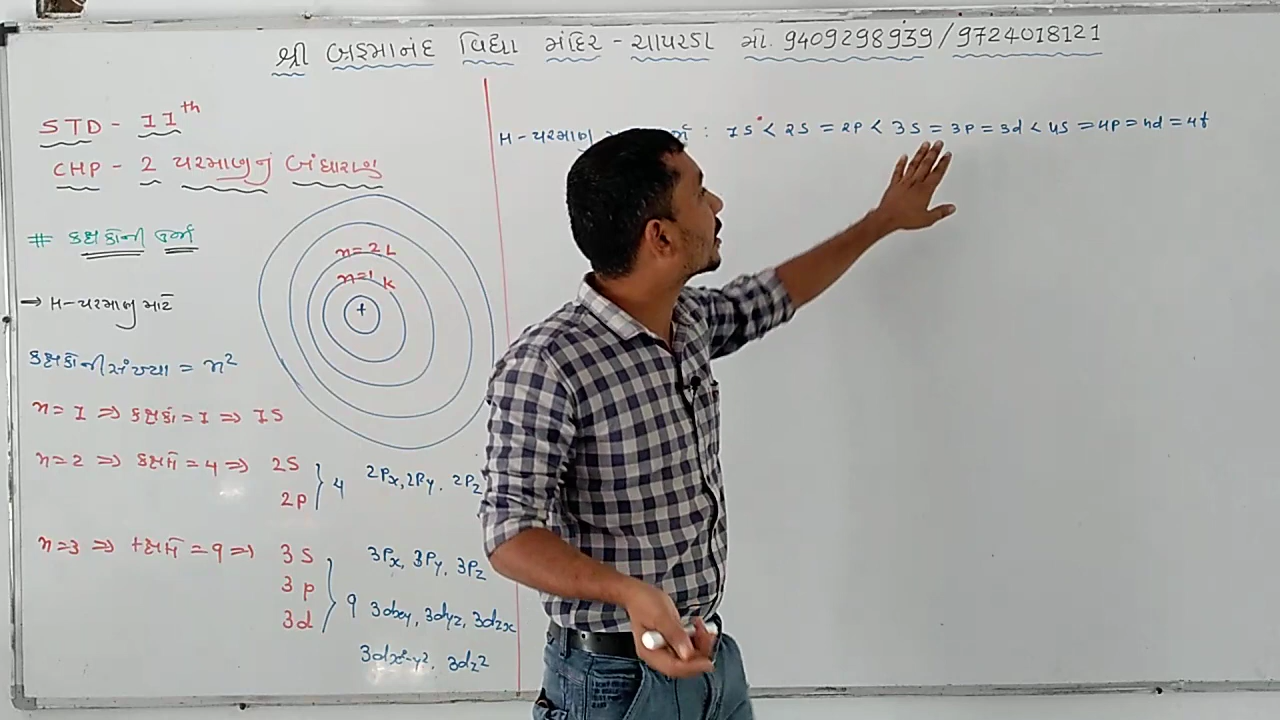 શ્રી બ્રહ્માનંદ વિદ્યા મંદિર - ચાપરડા મો. 9409298939 / 9724018121
STD - 11th
CHP - 2 પરમાણુનું બંધારણ
# કક્ષકોની ઉર્જા
→ H-પરમાણુ માટે
કક્ષકોની સંખ્યા = n²
n=1 ⇒ કક્ષકો = 1 ⇒ 1S
n=2 ⇒ કક્ષકો = 4 ⇒ 2S
2p } 4 2Px, 2Py, 2Pz
n=3 ⇒ કક્ષકો = 9 ⇒ 3S
3p
3d } 9
3Px, 3Py, 3Pz
3dxy, 3dyz, 3dzx
3dx²-y², 3dz²
n=2 L
n=1 K
+
H-પરમાણુ : 1S < 2S = 2P < 3S = 3P = 3d < 4S = 4P = 4d = 4f